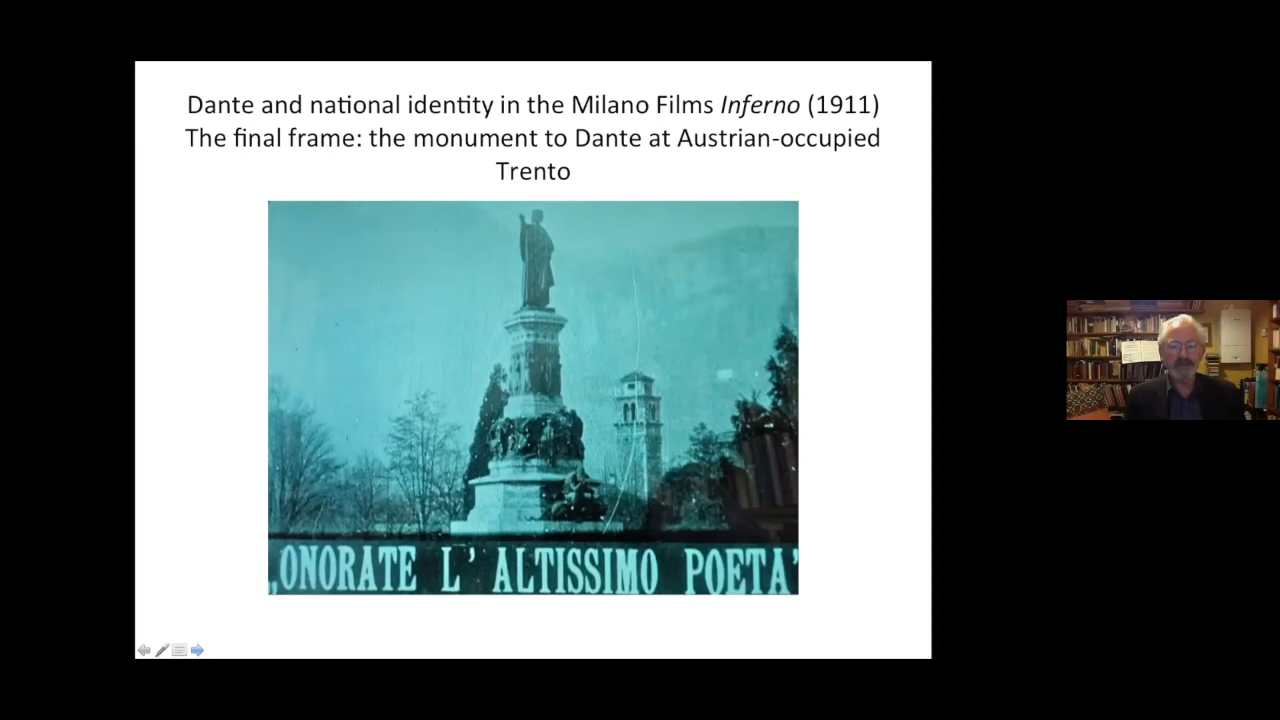 Dante and national identity in the Milano Films Inferno (1911)
The final frame: the monument to Dante at Austrian-occupied
Trento
„ONORATE L' ALTISSIMO POETA'